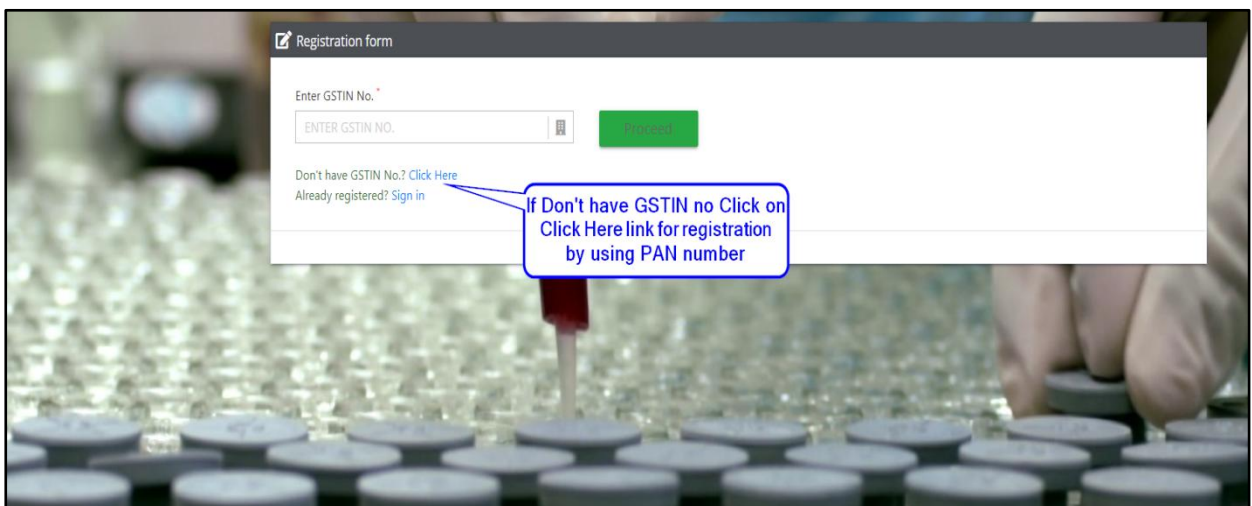 Registration form
Enter GSTIN No. *
ENTER GSTIN NO.
Proceed
Don't have GSTIN No.? Click Here
Already registered? Sign in
If Don't have GSTIN no Click on
Click Here link for registration
by using PAN number